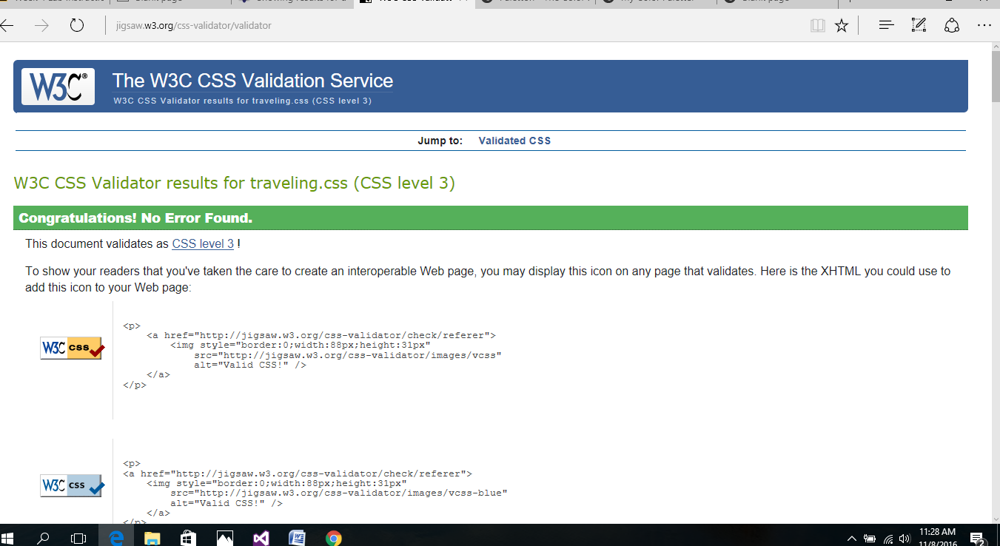 jigsaw.w3.org/css-validator/validator
W3C®
The W3C CSS Validation Service
W3C CSS Validator results for traveling.css (CSS level 3)
Jump to: Validated CSS
W3C CSS Validator results for traveling.css (CSS level 3)
Congratulations! No Error Found.
This document validates as CSS level 3 !
To show your readers that you've taken the care to create an interoperable Web page, you may display this icon on any page that validates. Here is the XHTML you could use to
add this icon to your Web page:
W3C css
<p>
<a href="http://jigsaw.w3.org/css-validator/check/referer">
<img style="border:0;width:88px;height:31px"
src="http://jigsaw.w3.org/css-validator/images/vcss"
alt="Valid CSS!" />
</a>
</p>
W3C css
<p>
<a href="http://jigsaw.w3.org/css-validator/check/referer">
<img style="border:0;width:88px;height:31px"
src="http://jigsaw.w3.org/css-validator/images/vcss-blue"
alt="Valid CSS!" />
</a>
</p>
11:28 AM
11/8/2016
2